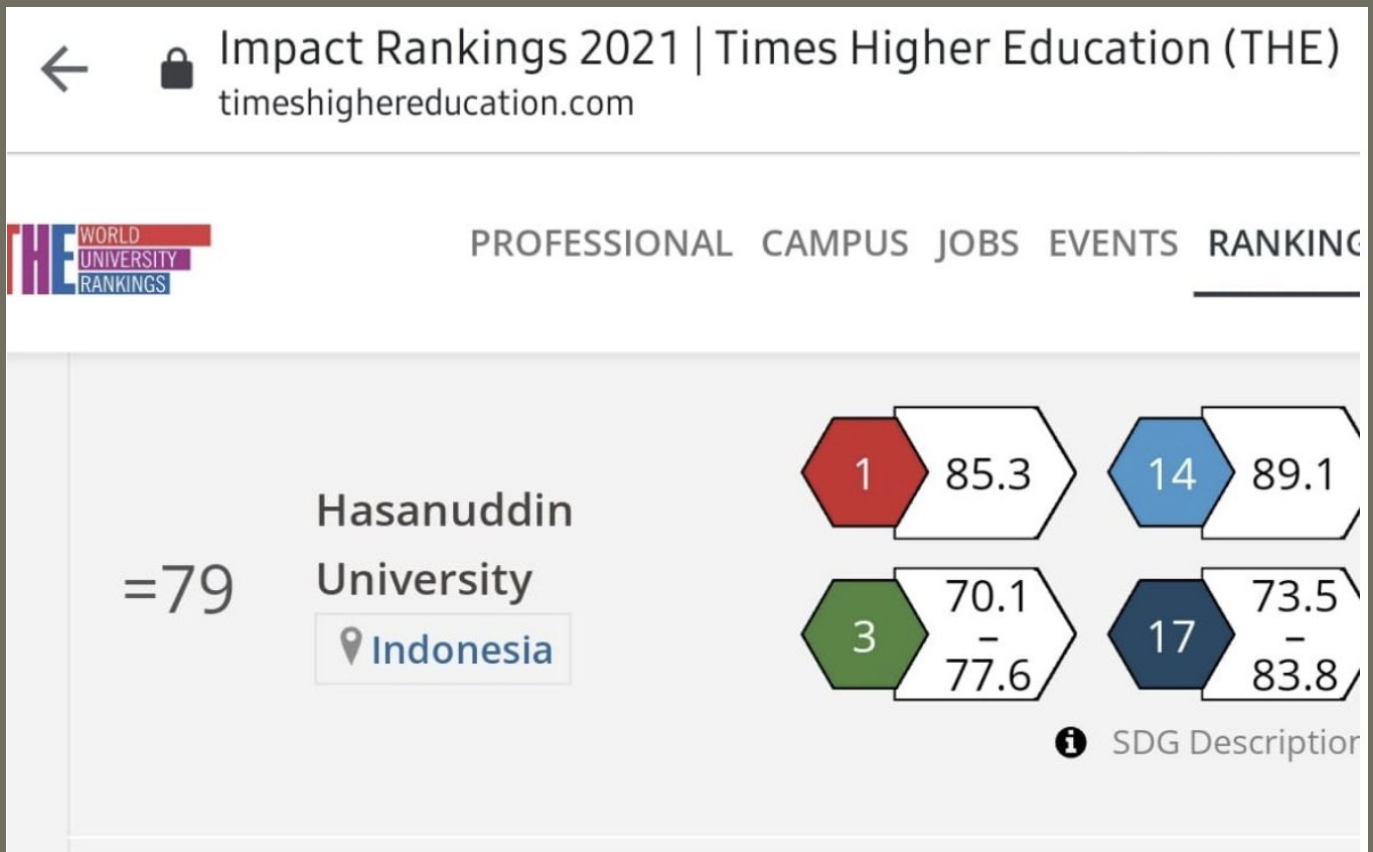 Impact Rankings 2021 | Times Higher Education (THE)
timeshighereducation.com
THE WORLD
UNIVERSITY
RANKINGS
PROFESSIONAL CAMPUS JOBS EVENTS RANKING
1 85.3
14 89.1
Hasanuddin
University
=79
Indonesia
3 70.1
–
77.6
17 73.5
–
83.8
SDG Description